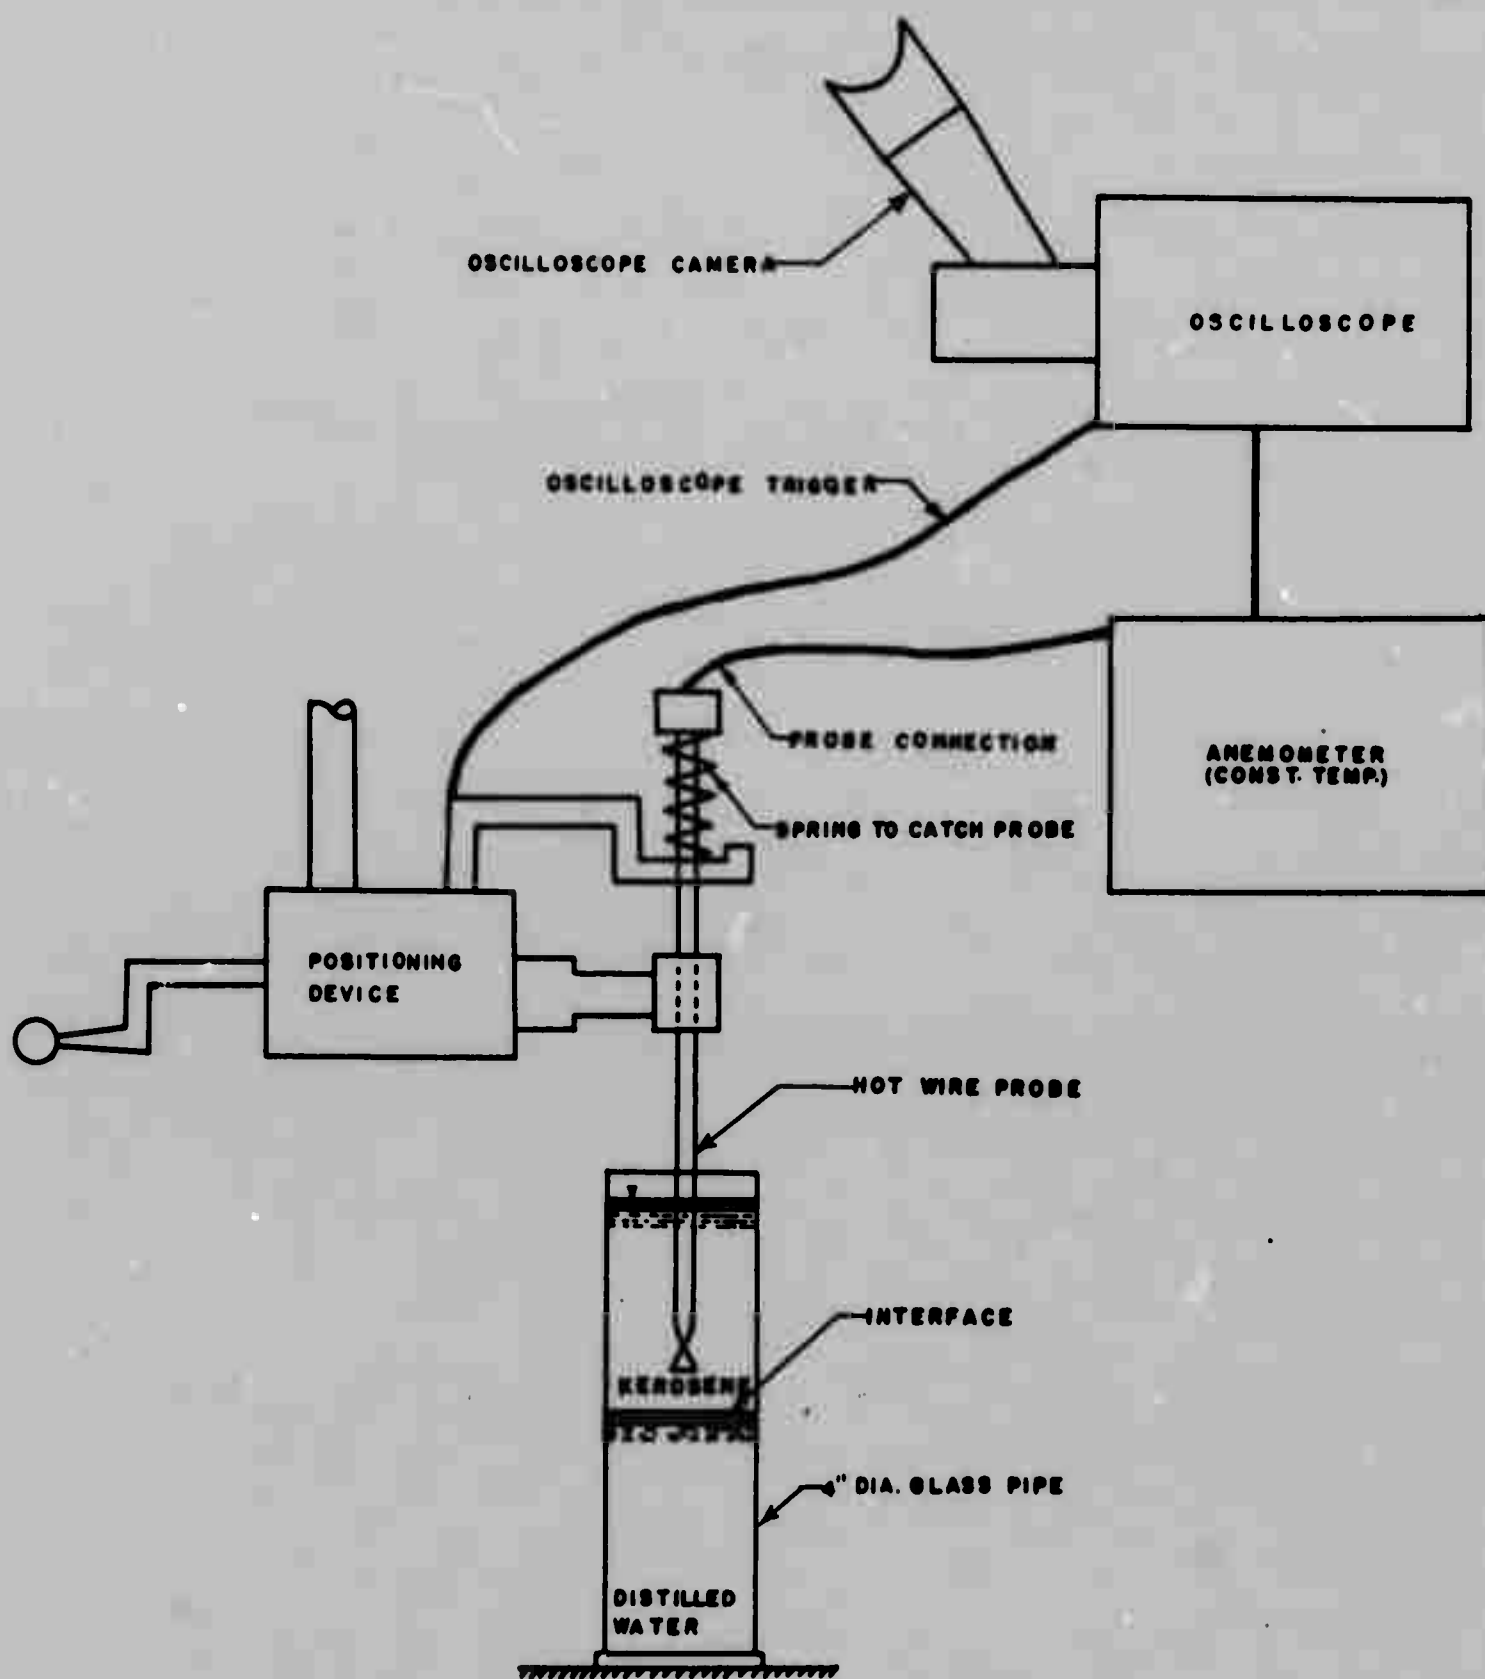 OSCILLOSCOPE CAMERA
OSCILLOSCOPE
OSCILLOSCOPE TRIGGER
PROBE CONNECTION
ANEMOMETER
(CONST. TEMP.)
SPRING TO CATCH PROBE
POSITIONING
DEVICE
HOT WIRE PROBE
INTERFACE
KEROSENE
4" DIA. GLASS PIPE
DISTILLED
WATER